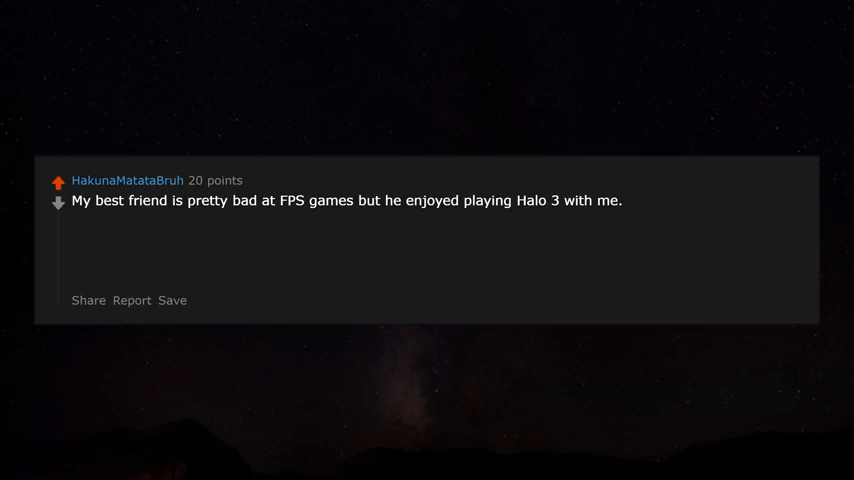 HakunaMatataBruh 20 points
My best friend is pretty bad at FPS games but he enjoyed playing Halo 3 with me.
Share Report Save